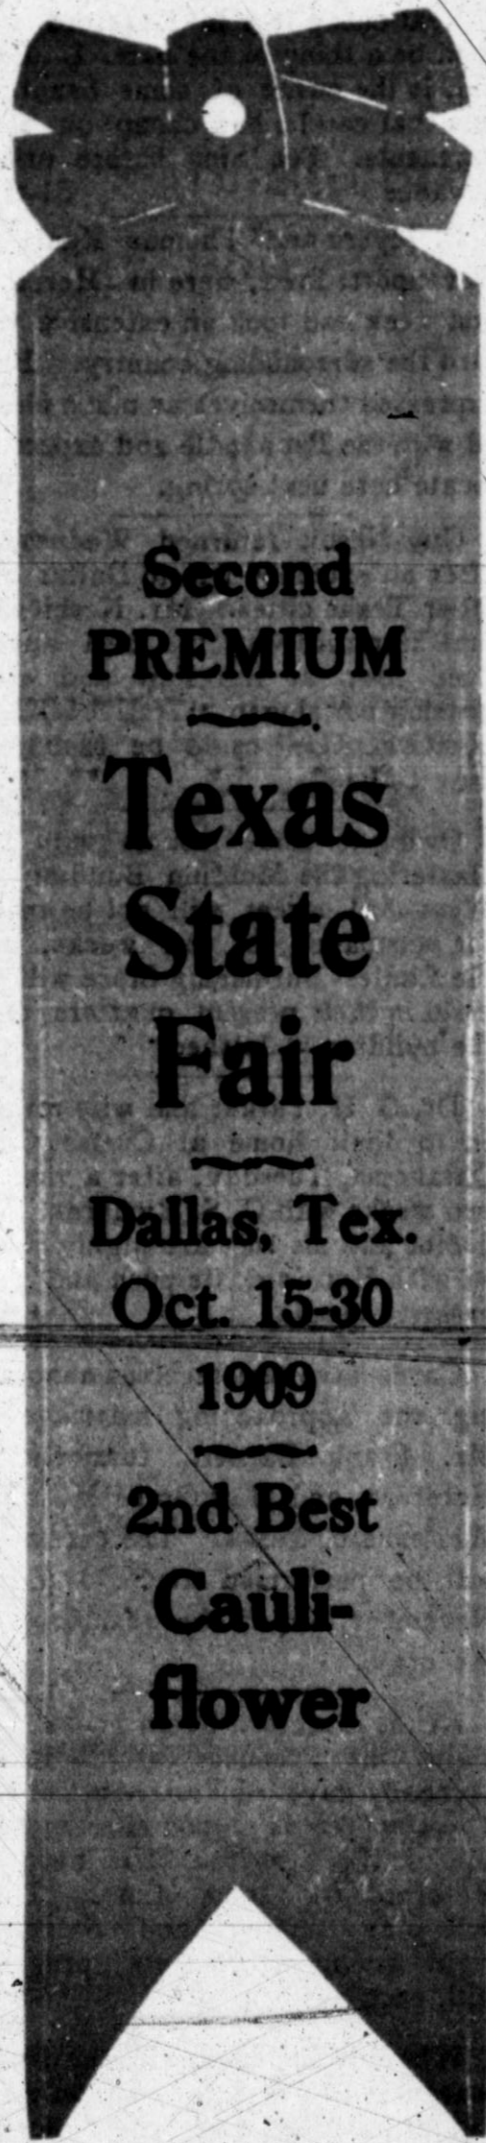 Second
PREMIUM
Texas
State
Fair
Dallas, Tex.
Oct. 15-30
1909
2nd Best
Cauli-
flower